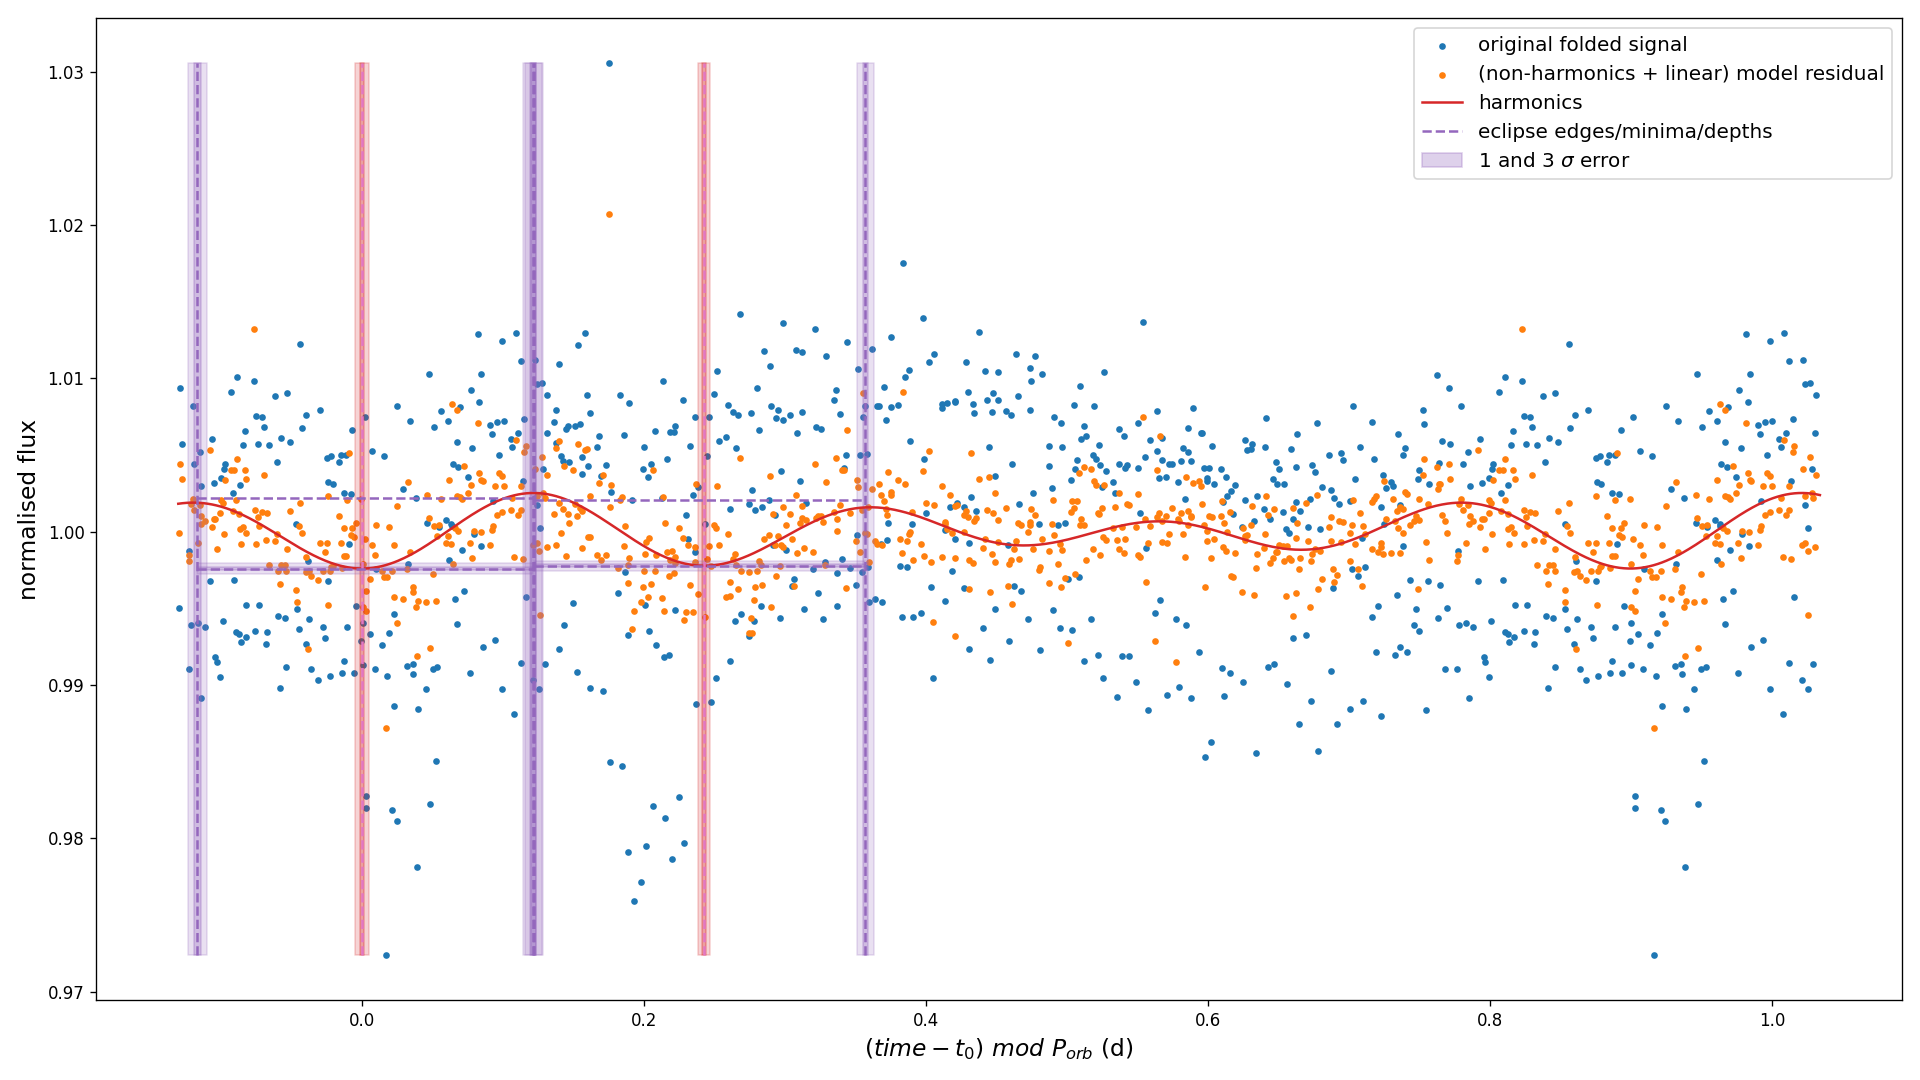 original folded signal
(non-harmonics + linear) model residual
harmonics
eclipse edges/minima/depths
1 and 3 σ error
normalised flux
1.03
1.02
1.01
1.00
0.99
0.98
0.97
0.0
0.2
0.4
0.6
0.8
1.0
(time − t₀) mod Pₒᵣb (d)